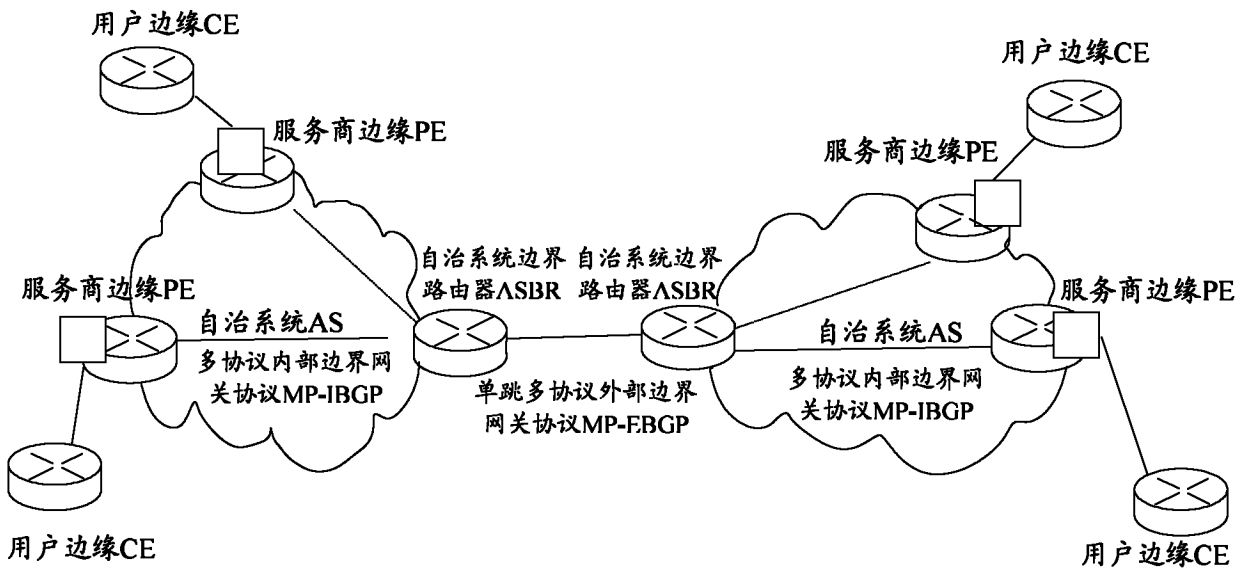 用户边缘CE
用户边缘CE
服务商边缘PE
服务商边缘PE
自治系统边界
路由器ASBR
自治系统边界
路由器ASBR
服务商边缘PE
服务商边缘PE
自治系统AS
多协议内部边界网
关协议MP-IBGP
单跳多协议外部边界
网关协议MP-EBGP
自治系统AS
多协议内部边界网
关协议MP-IBGP
用户边缘CE
用户边缘CE